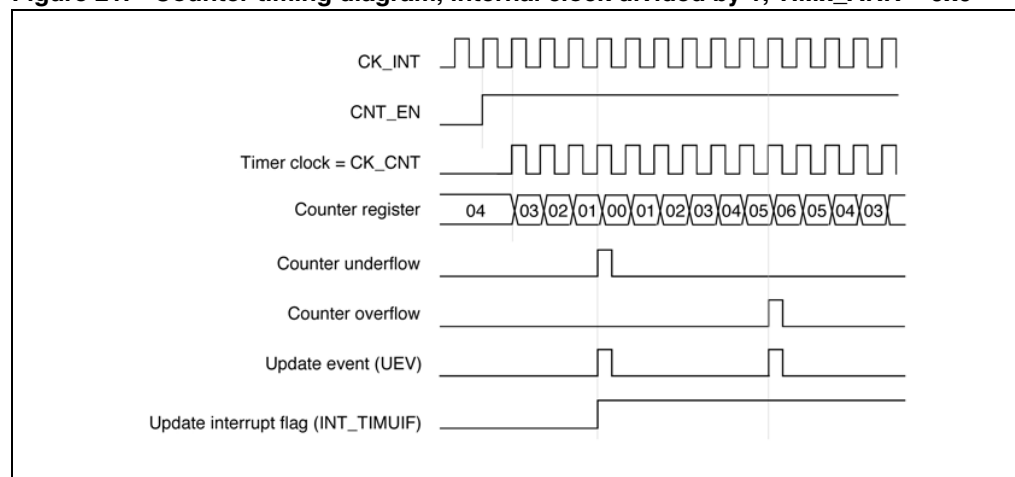 CK_INT
CNT_EN
Timer clock = CK_CNT
Counter register 04 03 02 01 00 01 02 03 04 05 06 05 04 03
Counter underflow
Counter overflow
Update event (UEV)
Update interrupt flag (INT_TIMUIF)